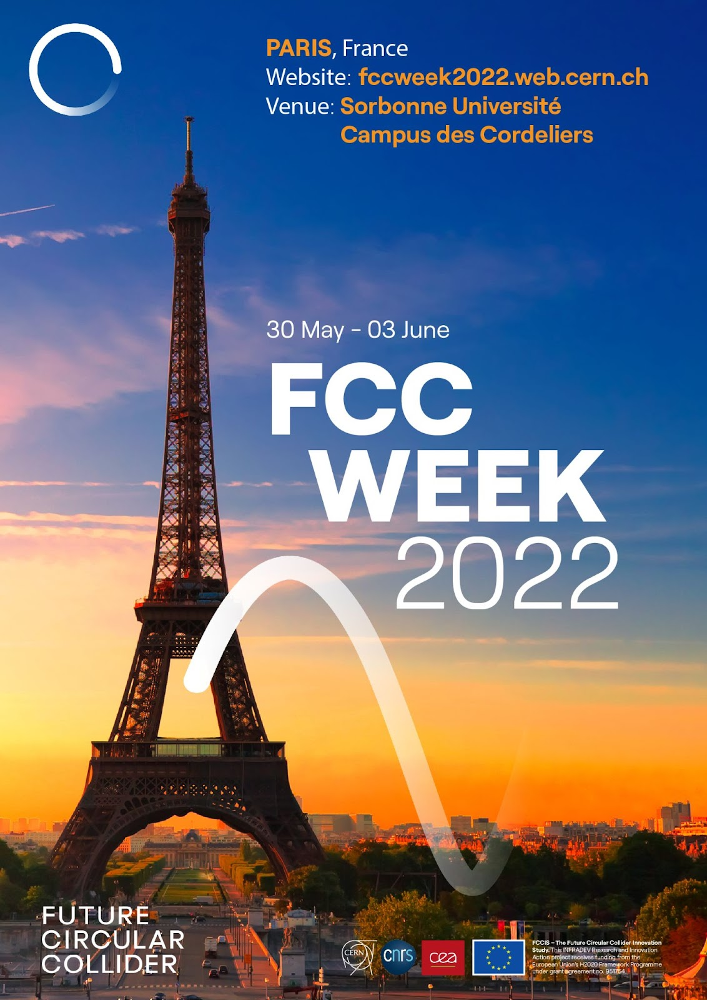 PARIS, France
Website: fccweek2022.web.cern.ch
Venue: Sorbonne Université
Campus des Cordeliers
30 May – 03 June
FCC
WEEK
2022
FUTURE
CIRCULAR
COLLIDER
CERN
cnrs
cea
FCCIS – The Future Circular Collider Innovation
Study. This INFRADEV Research and Innovation
Action project receives funding from the
European Union's H2020 Framework Programme
under grant agreement no. 951754.